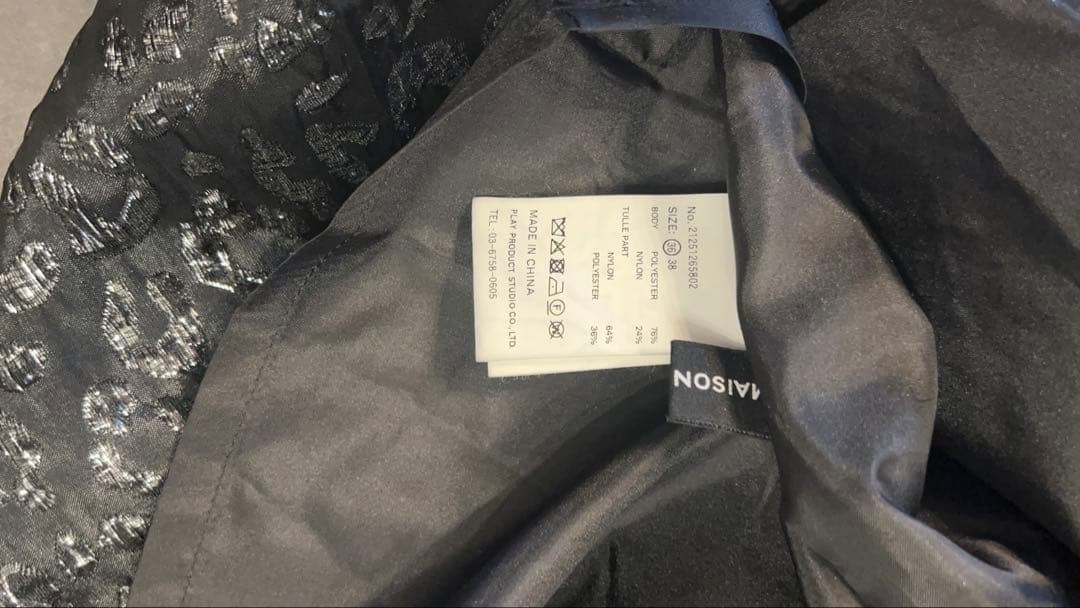 No. 21251265802
SIZE: 36 38
BODY POLYESTER 76%
NYLON 24%
TULLE PART
NYLON 64%
POLYESTER 36%
F
MADE IN CHINA
PLAY PRODUCT STUDIO CO., LTD.
TEL : 03-6758-0605
MAISON